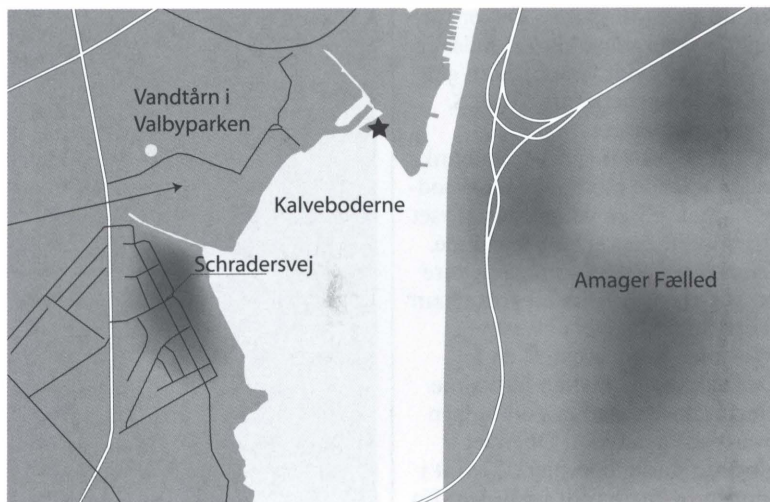 Vandtårn i
Valbyparken
Kalveboderne
Schradersvej
Amager Fælled